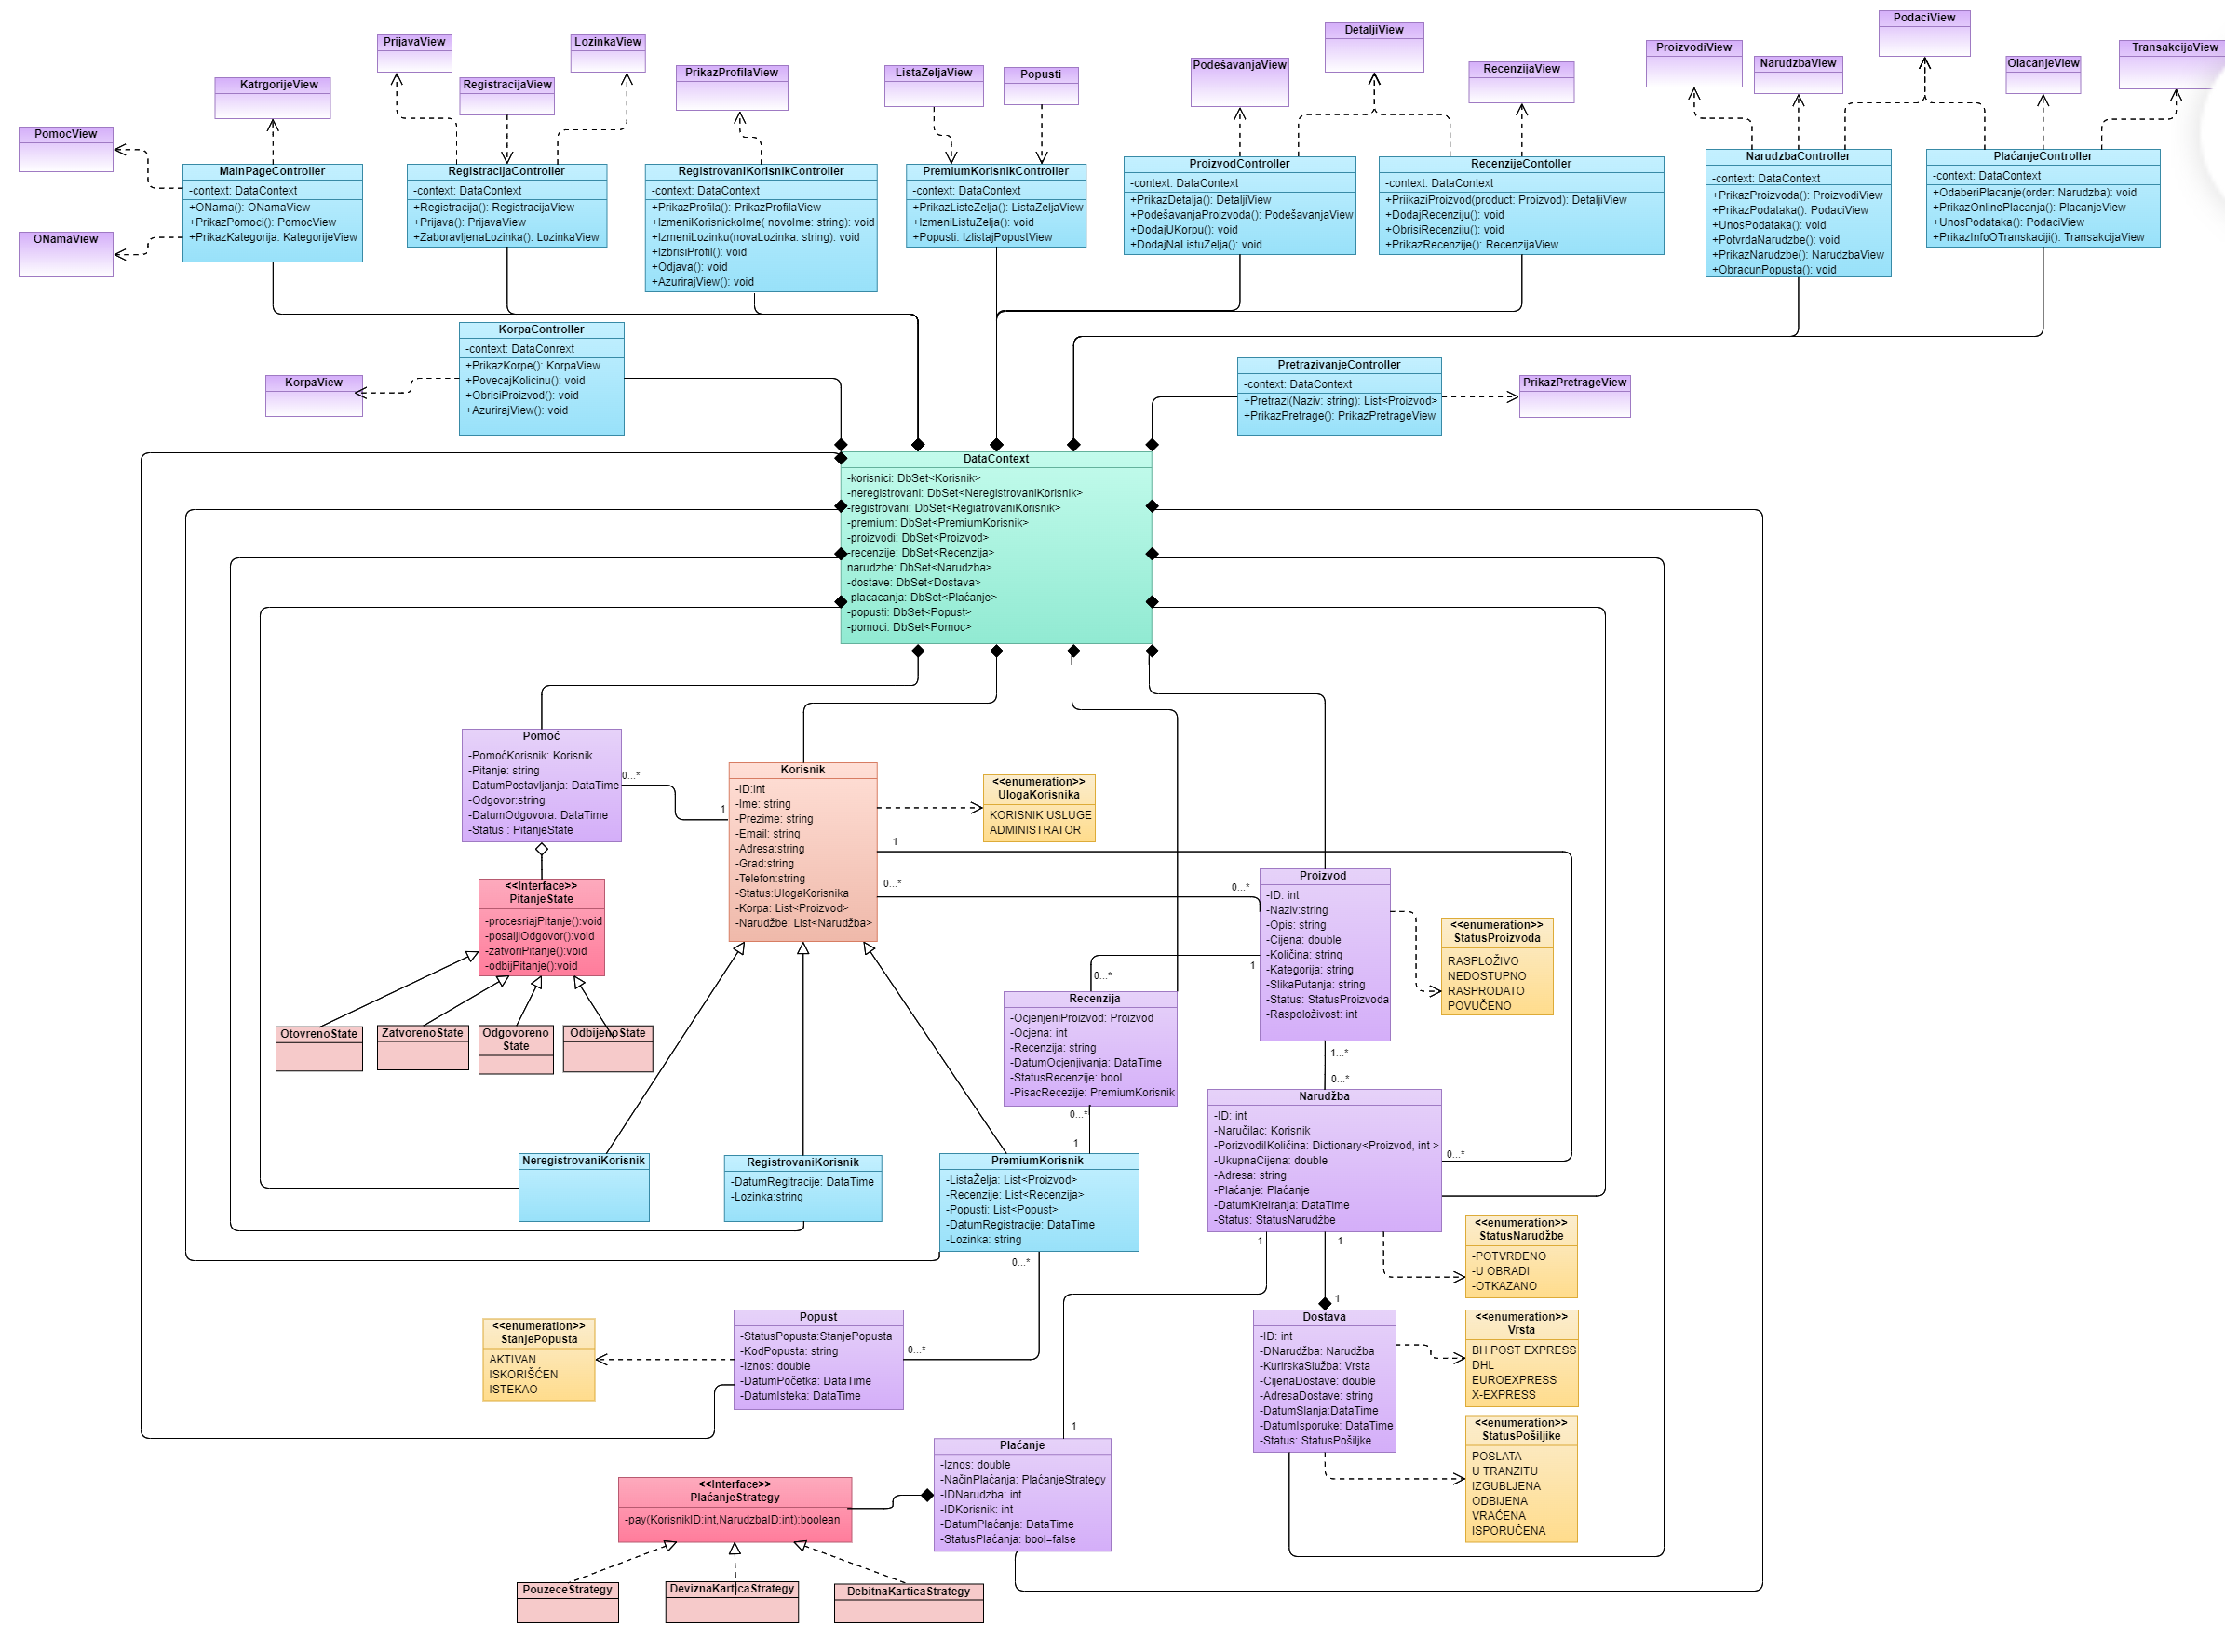 PodaciView
DetaljiView
PrijavaView
LozinkaView
ProizvodiView
TransakcijaView
PrikazProfilaView
ListaZeljaView
Popusti
PodešavanjaView
RecenzijaView
NarudzbaView
OlacanjeView
KatrgorijeView
RegistracijaView
PomocView
ONamaView
MainPageController
-context: DataContext
+ONama(): ONamaView
+PrikazPomoci(): PomocView
+PrikazKategorija: KategorijeView
RegistracijaController
-context: DataContext
+Registracija(): RegistracijaView
+Prijava(): PrijavaView
+ZaboravljenaLozinka(): LozinkaView
RegistrovaniKorisnikController
-context: DataContext
+PrikazProfila(): PrikazProfilaView
+IzmeniKorisnickoIme( novoIme: string): void
+IzmeniLozinku(novaLozinka: string): void
+IzbrisiProfil(): void
+Odjava(): void
+AzurirajView(): void
PremiumKorisnikController
-context: DataContext
+PrikazListeZelja(): ListaZeljaView
+IzmeniListuZelja(): void
+Popusti: IzlistajPopustView
ProizvodController
-context: DataContext
+PrikazDetalja(): DetaljiView
+PodešavanjaProizvoda(): PodešavanjaView
+DodajUKorpu(): void
+DodajNaListuZelja(): void
RecenzijeContoller
-context: DataContext
+PriikaziProizvod(product: Proizvod): DetaljiView
+DodajRecenziju(): void
+ObrisiRecenziju(): void
+PrikazRecenzije(): RecenzijaView
NarudzbaController
-context: DataContext
+PrikazProizvoda(): ProizvodiView
+PrikazPodataka(): PodaciView
+UnosPodataka(): void
+PotvrdaNarudzbe(): void
+PrikazNarudzbe(): NarudzbaView
+ObracunPopusta(): void
PlaćanjeController
-context: DataContext
+OdaberiPlacanje(order: Narudzba): void
+PrikazOnlinePlacanja(): PlacanjeView
+UnosPodataka(): PodaciView
+PrikazInfoOTranskaciji(): TransakcijaView
KorpaController
-context: DataConrext
+PrikazKorpe(): KorpaView
+PovecajKolicinu(): void
+ObrisiProizvod(): void
+AzurirajView(): void
KorpaView
PretrazivanjeController
-context: DataContext
+Pretrazi(Naziv: string): List<Proizvod>
+PrikazPretrage(): PrikazPretrageView
PrikazPretrageView
DataContext
-korisnici: DbSet<Korisnik>
-neregistrovani: DbSet<NeregistrovaniKorisnik>
-registrovani: DbSet<RegiatrovaniKorisnik>
-premium: DbSet<PremiumKorisnik>
-proizvodi: DbSet<Proizvod>
-recenzije: DbSet<Recenzija>
narudzbe: DbSet<Narudzba>
-dostave: DbSet<Dostava>
-placacanja: DbSet<Plaćanje>
-popusti: DbSet<Popust>
-pomoci: DbSet<Pomoc>
Pomoć
-PomoćKorisnik: Korisnik
-Pitanje: string
-DatumPostavljanja: DataTime
-Odgovor:string
-DatumOdgovora: DataTime
-Status : PitanjeState
0...*
1
Korisnik
-ID:int
-Ime: string
-Prezime: string
-Email: string
-Adresa:string
-Grad:string
-Telefon:string
-Status:UlogaKorisnika
-Korpa: List<Proizvod>
-Narudžbe: List<Narudžba>
<<enumeration>>
UlogaKorisnika
KORISNIK USLUGE
ADMINISTRATOR
1
0...*
0...*
<<Interface>>
PitanjeState
-procesriajPitanje():void
-posaljiOdgovor():void
-zatvoriPitanje():void
-odbijPitanje():void
OtovrenoState
ZatvorenoState
Odgovoreno
State
OdbijenoState
Proizvod
-ID: int
-Naziv:string
-Opis: string
-Cijena: double
-Količina: string
-Kategorija: string
-SlikaPutanja: string
-Status: StatusProizvoda
-Raspoloživost: int
<<enumeration>>
StatusProizvoda
RASPLOŽIVO
NEDOSTUPNO
RASPRODATO
POVUČENO
1
0...*
Recenzija
-OcjenjeniProizvod: Proizvod
-Ocjena: int
-Recenzija: string
-DatumOcjenjivanja: DataTime
-StatusRecenzije: bool
-PisacRecezije: PremiumKorisnik
0...*
1
1...*
0...*
Narudžba
-ID: int
-Naručilac: Korisnik
-PorizvodiIKoličina: Dictionary<Proizvod, int >
-UkupnaCijena: double
-Adresa: string
-Plaćanje: Plaćanje
-DatumKreiranja: DataTime
-Status: StatusNarudžbe
0...*
NeregistrovaniKorisnik
RegistrovaniKorisnik
-DatumRegitracije: DataTime
-Lozinka:string
PremiumKorisnik
-ListaŽelja: List<Proizvod>
-Recenzije: List<Recenzija>
-Popusti: List<Popust>
-DatumRegistracije: DataTime
-Lozinka: string
0...*
1
1
1
<<enumeration>>
StatusNarudžbe
-POTVRĐENO
-U OBRADI
-OTKAZANO
<<enumeration>>
StanjePopusta
AKTIVAN
ISKORIŠĆEN
ISTEKAO
Popust
-StatusPopusta:StanjePopusta
-KodPopusta: string
-Iznos: double
-DatumPočetka: DataTime
-DatumIsteka: DataTime
0...*
Dostava
-ID: int
-DNarudžba: Narudžba
-KurirskaSlužba: Vrsta
-CijenaDostave: double
-AdresaDostave: string
-DatumSlanja:DataTime
-DatumIsporuke: DataTime
-Status: StatusPošiljke
<<enumeration>>
Vrsta
BH POST EXPRESS
DHL
EUROEXPRESS
X-EXPRESS
<<enumeration>>
StatusPošiljike
POSLATA
U TRANZITU
IZGUBLJENA
ODBIJENA
VRAĆENA
ISPORUČENA
1
Plaćanje
-Iznos: double
-NačinPlaćanja: PlaćanjeStrategy
-IDNarudzba: int
-IDKorisnik: int
-DatumPlaćanja: DataTime
-StatusPlaćanja: bool=false
<<Interface>>
PlaćanjeStrategy
-pay(KorisnikID:int,NarudzbaID:int):boolean
PouzeceStrategy
DeviznaKarticaStrategy
DebitnaKarticaStrategy